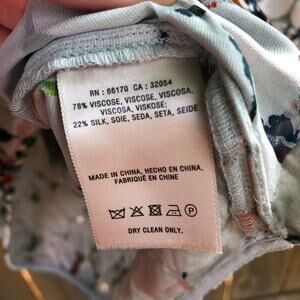 RN : 66170 CA : 32054
78% VISCOSE, VISCOSE, VISCOSA,
VISCOSA, VISKOSE;
22% SILK, SOIE, SEDA, SETA, SEIDE
MADE IN CHINA, HECHO EN CHINA,
FABRIQUÉ EN CHINE
P
DRY CLEAN ONLY.